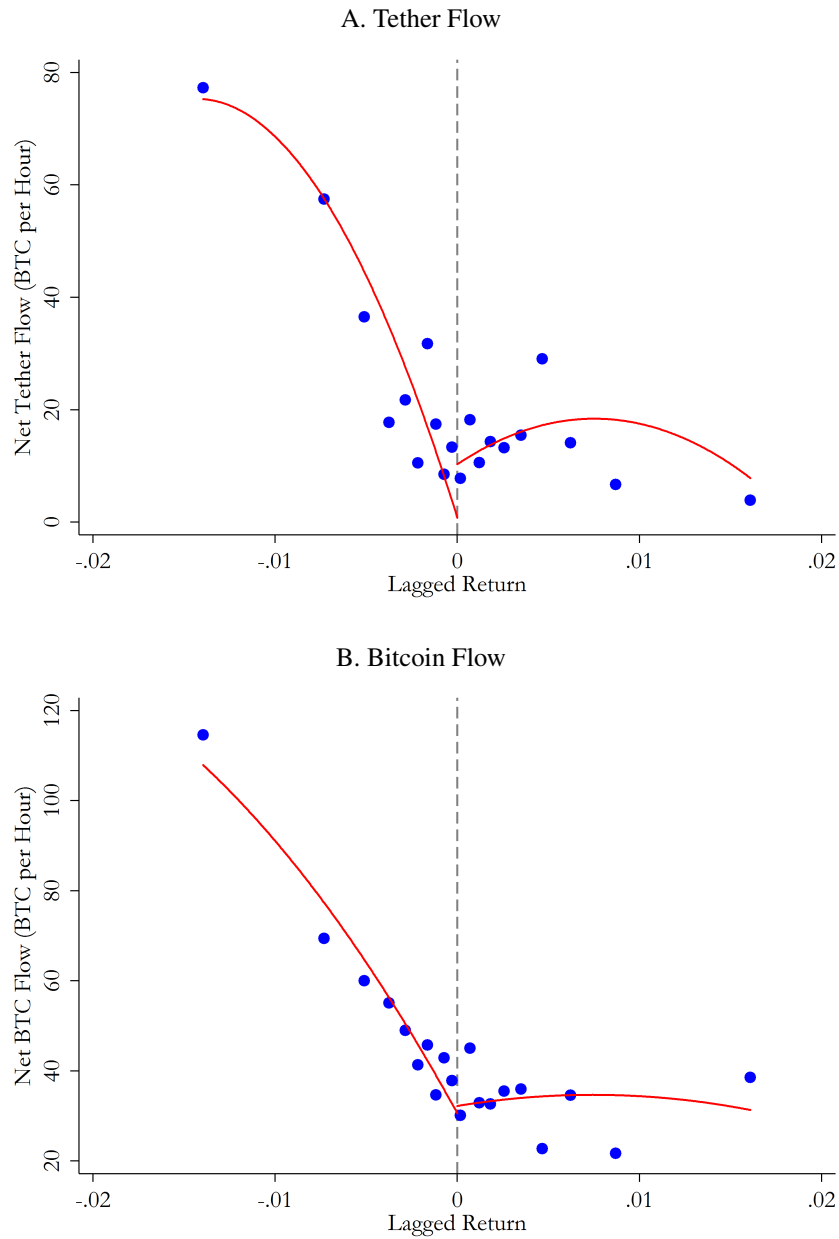 A. Tether Flow
80
60
40
20
0
Net Tether Flow (BTC per Hour)
-.02 -.01 0 .01 .02
Lagged Return
B. Bitcoin Flow
120
100
80
60
40
20
Net BTC Flow (BTC per Hour)
-.02 -.01 0 .01 .02
Lagged Return